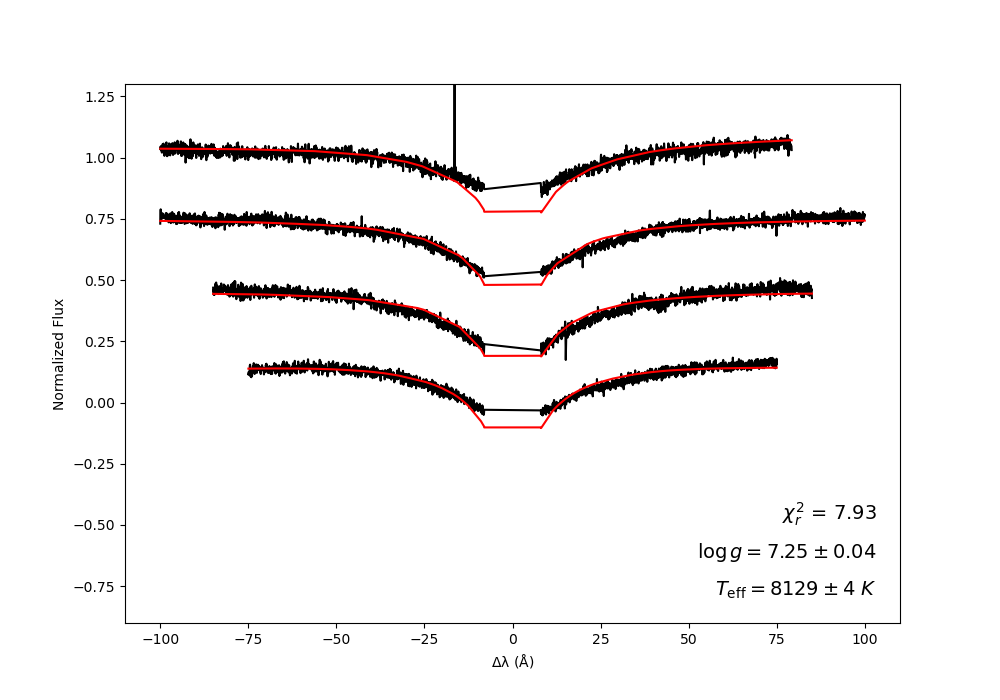 1.25
1.00
0.75
0.50
0.25
0.00
−0.25
−0.50
−0.75
Normalized Flux
χ²ᵣ = 7.93
log g = 7.25 ± 0.04
T_eff = 8129 ± 4 K
−100 −75 −50 −25 0 25 50 75 100
Δλ (Å)